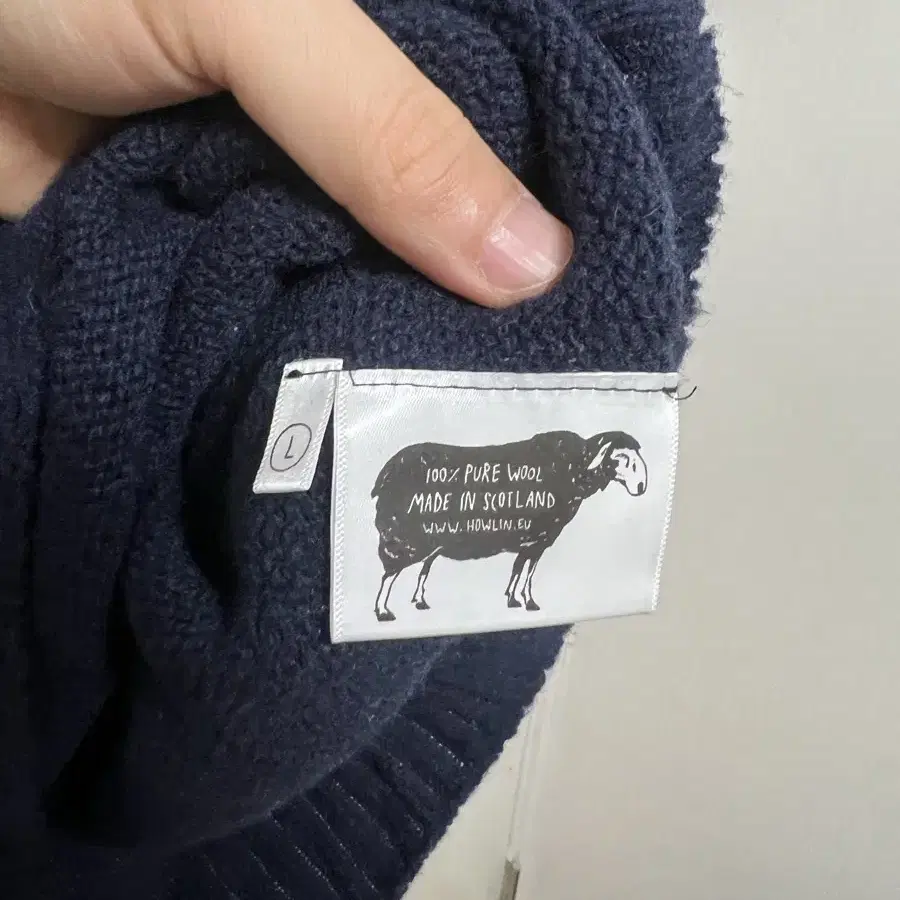 L
100% PURE WOOL
MADE IN SCOTLAND
WWW.HOWLIN.EU